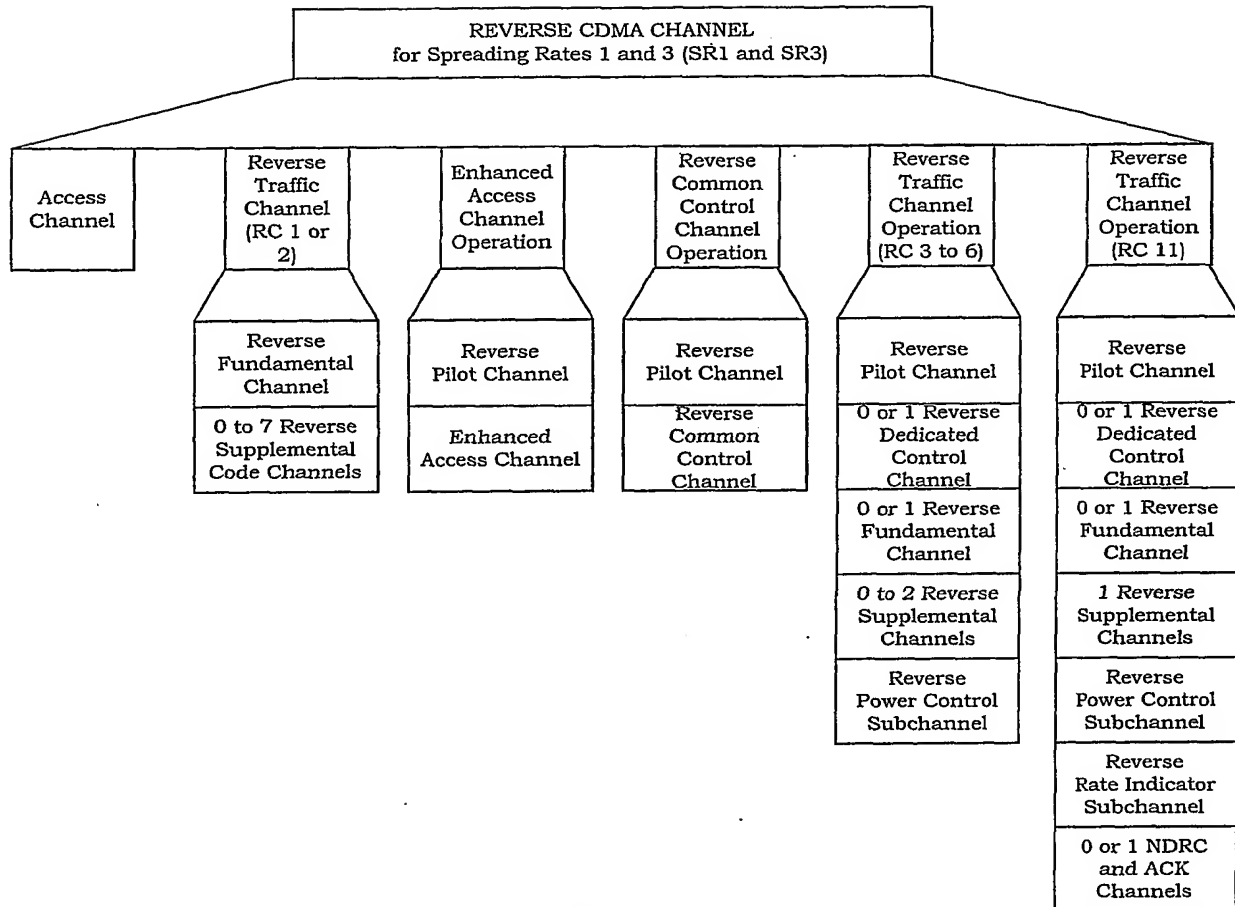 REVERSE CDMA CHANNEL
for Spreading Rates 1 and 3 (SR1 and SR3)
Access
Channel
Reverse
Traffic
Channel
(RC 1 or
2)
Enhanced
Access
Channel
Operation
Reverse
Common
Control
Channel
Operation
Reverse
Traffic
Channel
Operation
(RC 3 to 6)
Reverse
Traffic
Channel
Operation
(RC 11)
Reverse
Fundamental
Channel
0 to 7 Reverse
Supplemental
Code Channels
Reverse
Pilot Channel
Enhanced
Access Channel
Reverse
Pilot Channel
Reverse
Common
Control
Channel
Reverse
Pilot Channel
0 or 1 Reverse
Dedicated
Control
Channel
0 or 1 Reverse
Fundamental
Channel
0 to 2 Reverse
Supplemental
Channels
Reverse
Power Control
Subchannel
Reverse
Pilot Channel
0 or 1 Reverse
Dedicated
Control
Channel
0 or 1 Reverse
Fundamental
Channel
1 Reverse
Supplemental
Channels
Reverse
Power Control
Subchannel
Reverse
Rate Indicator
Subchannel
0 or 1 NDRC
and ACK
Channels